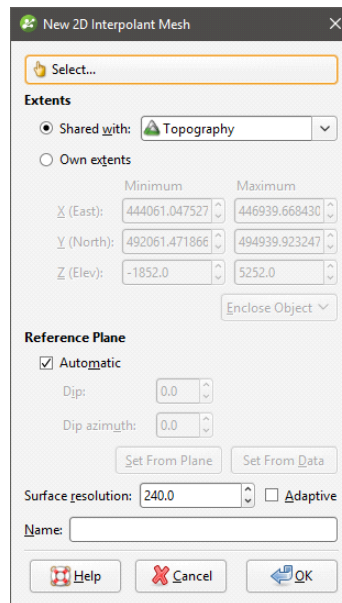 New 2D Interpolant Mesh
Select...
Extents
Shared with: Topography
Own extents
Minimum Maximum
X (East): 444061.047527 446939.668430
Y (North): 492061.471866 494939.923247
Z (Elev): -1852.0 5252.0
Enclose Object
Reference Plane
Automatic
Dip: 0.0
Dip azimuth: 0.0
Set From Plane Set From Data
Surface resolution: 240.0 Adaptive
Name:
Help Cancel OK